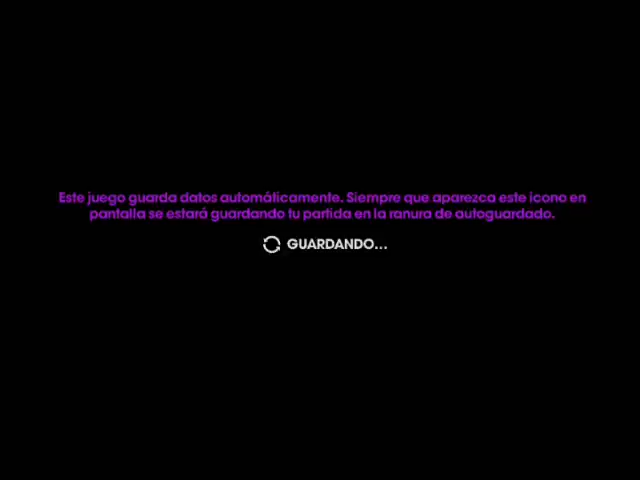 Este juego guarda datos automáticamente. Siempre que aparezca este icono en
pantalla se estará guardando tu partida en la ranura de autoguardado.
GUARDANDO...